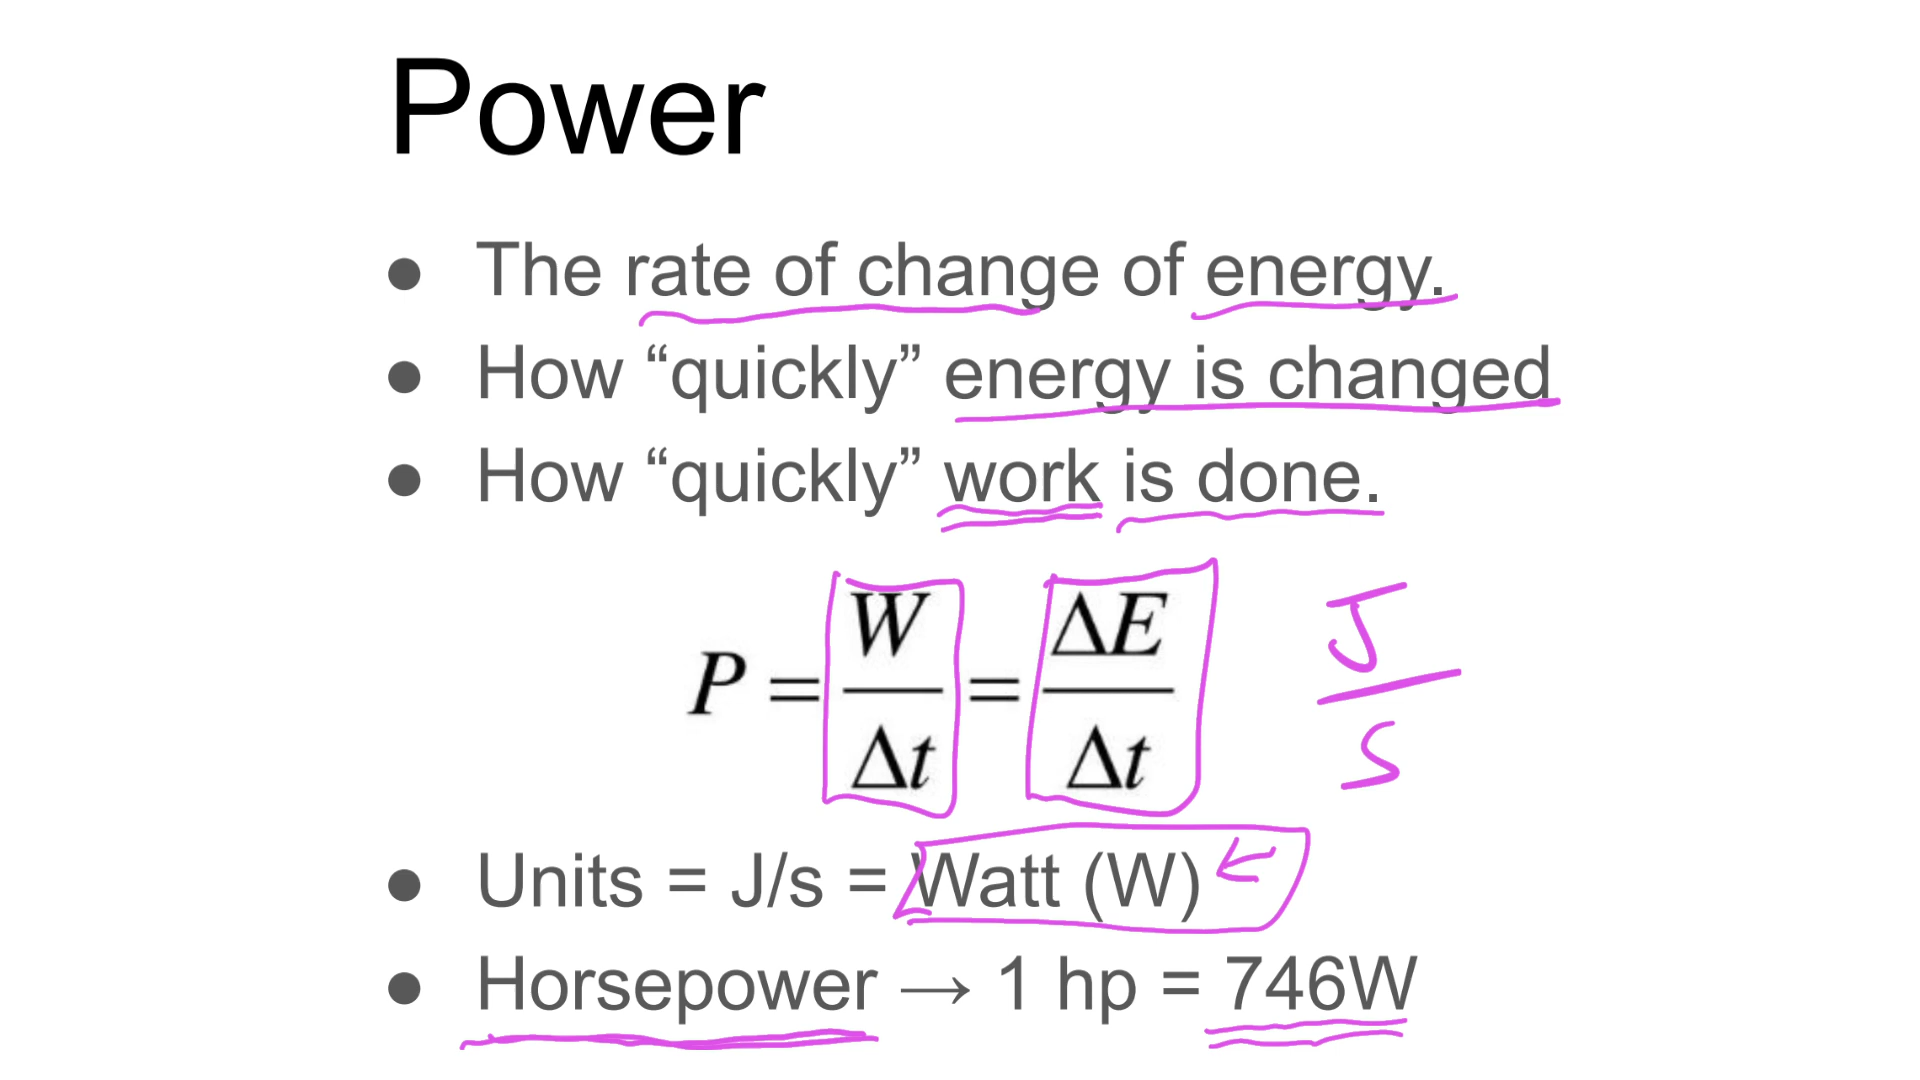 Power
● The rate of change of energy.
● How “quickly” energy is changed
● How “quickly” work is done.
P = W/Δt = ΔE/Δt
J/s
● Units = J/s = Watt (W)
● Horsepower → 1 hp = 746W